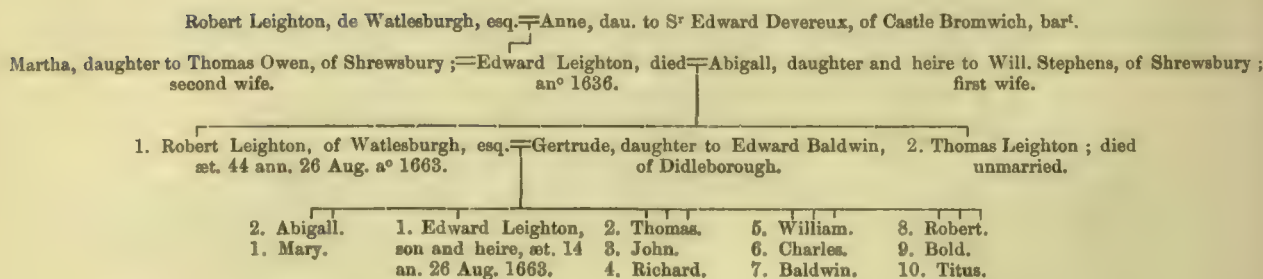 Robert Leighton, de Watlesburgh, esq.=Anne, dau. to Sʳ Edward Devereux, of Castle Bromwich, barᵗ.
Martha, daughter to Thomas Owen, of Shrewsbury ;=Edward Leighton, died=Abigall, daughter and heire to Will. Stephens, of Shrewsbury ;
second wife. anº 1636. first wife.
1. Robert Leighton, of Watlesburgh, esq.=Gertrude, daughter to Edward Baldwin, 2. Thomas Leighton ; died
æt. 44 ann. 26 Aug. aº 1663. of Didleborough. unmarried.
2. Abigall. 1. Edward Leighton, 2. Thomas. 5. William. 8. Robert.
1. Mary. son and heire, æt. 14 3. John. 6. Charles. 9. Bold.
an. 26 Aug. 1663. 4. Richard. 7. Baldwin. 10. Titus.